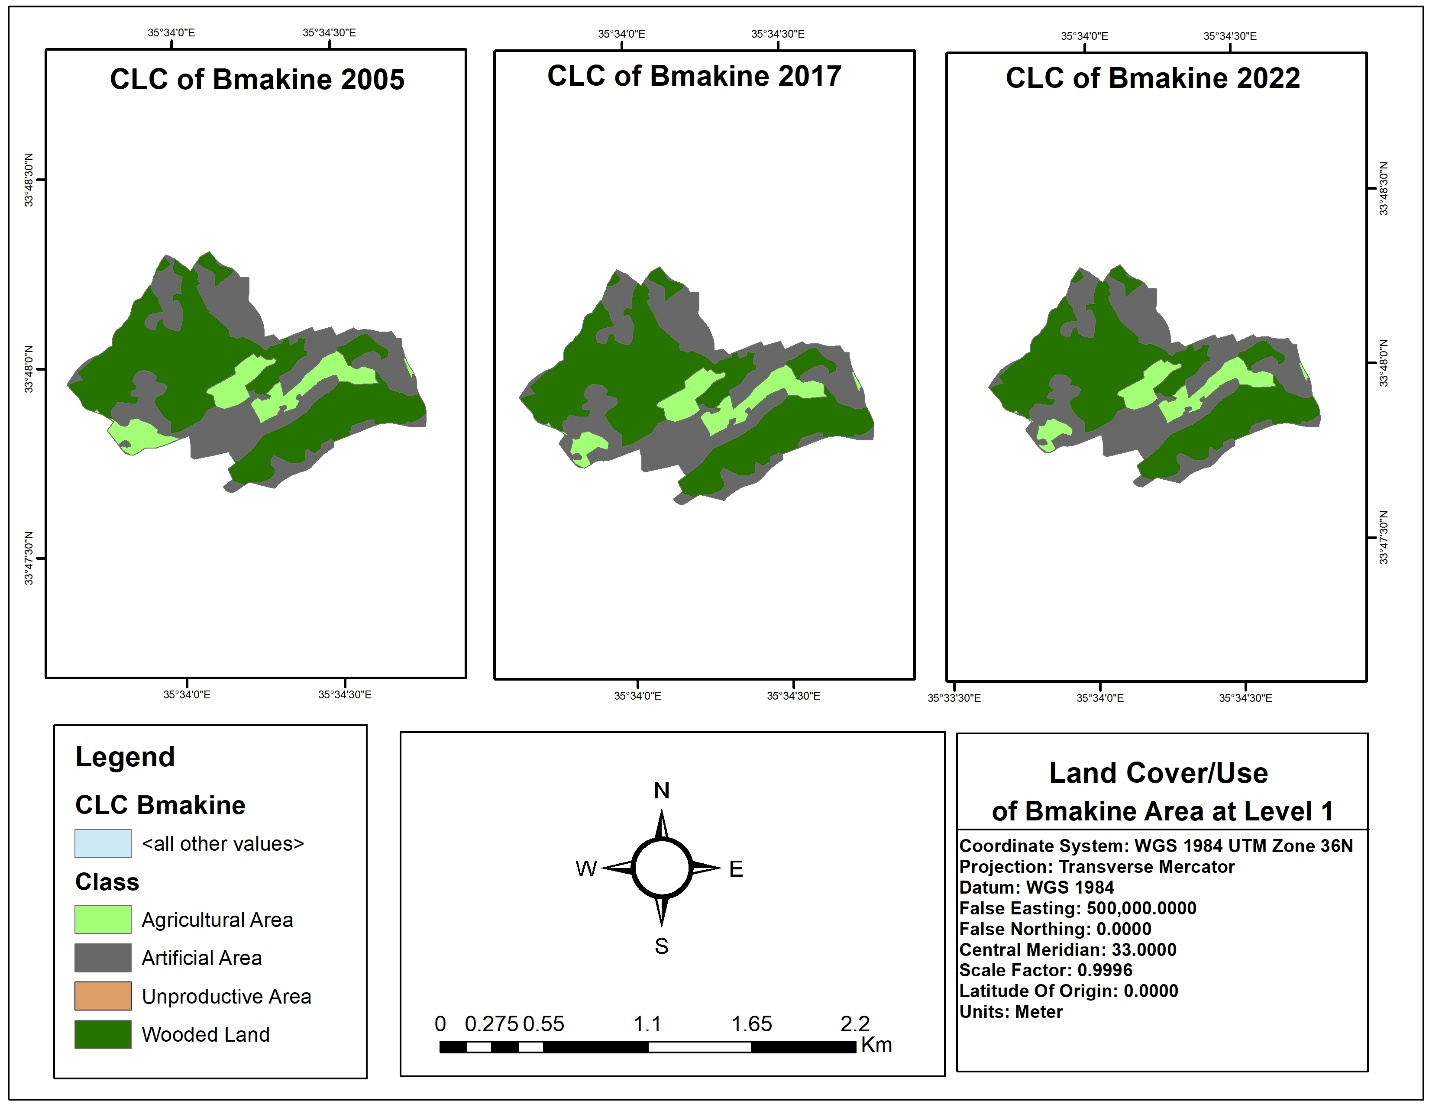 35°34'0"E
35°34'30"E
35°34'0"E
35°34'30"E
35°34'0"E
35°34'30"E
CLC of Bmakine 2005
CLC of Bmakine 2017
CLC of Bmakine 2022
33°48'30"N
33°48'0"N
33°47'30"N
33°48'30"N
33°48'0"N
33°47'30"N
35°34'0"E
35°34'30"E
35°34'0"E
35°34'30"E
35°33'30"E
35°34'0"E
35°34'30"E
Legend
CLC Bmakine
<all other values>
Class
Agricultural Area
Artificial Area
Unproductive Area
Wooded Land
N
W
E
S
0 0.275 0.55 1.1 1.65 2.2
Km
Land Cover/Use
of Bmakine Area at Level 1
Coordinate System: WGS 1984 UTM Zone 36N
Projection: Transverse Mercator
Datum: WGS 1984
False Easting: 500,000.0000
False Northing: 0.0000
Central Meridian: 33.0000
Scale Factor: 0.9996
Latitude Of Origin: 0.0000
Units: Meter